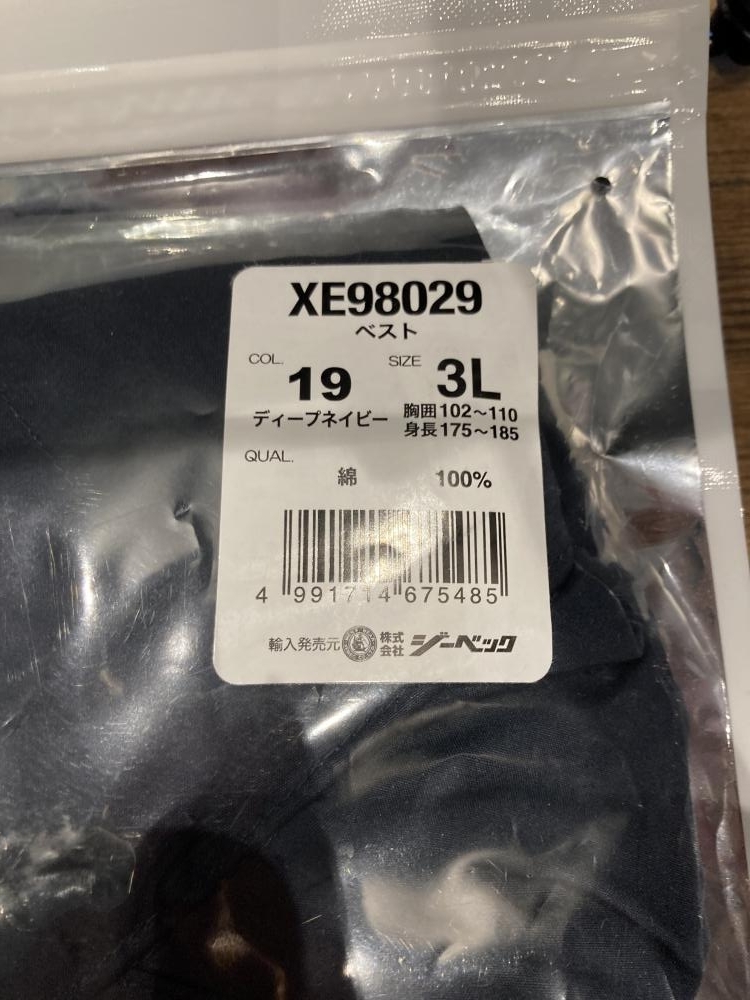 XE98029
ベスト
COL. 19 SIZE 3L
ディープネイビー 胸囲102〜110
身長175〜185
QUAL.
綿 100%
4 991714 675485
輸入発売元 株式会社 ジーベック